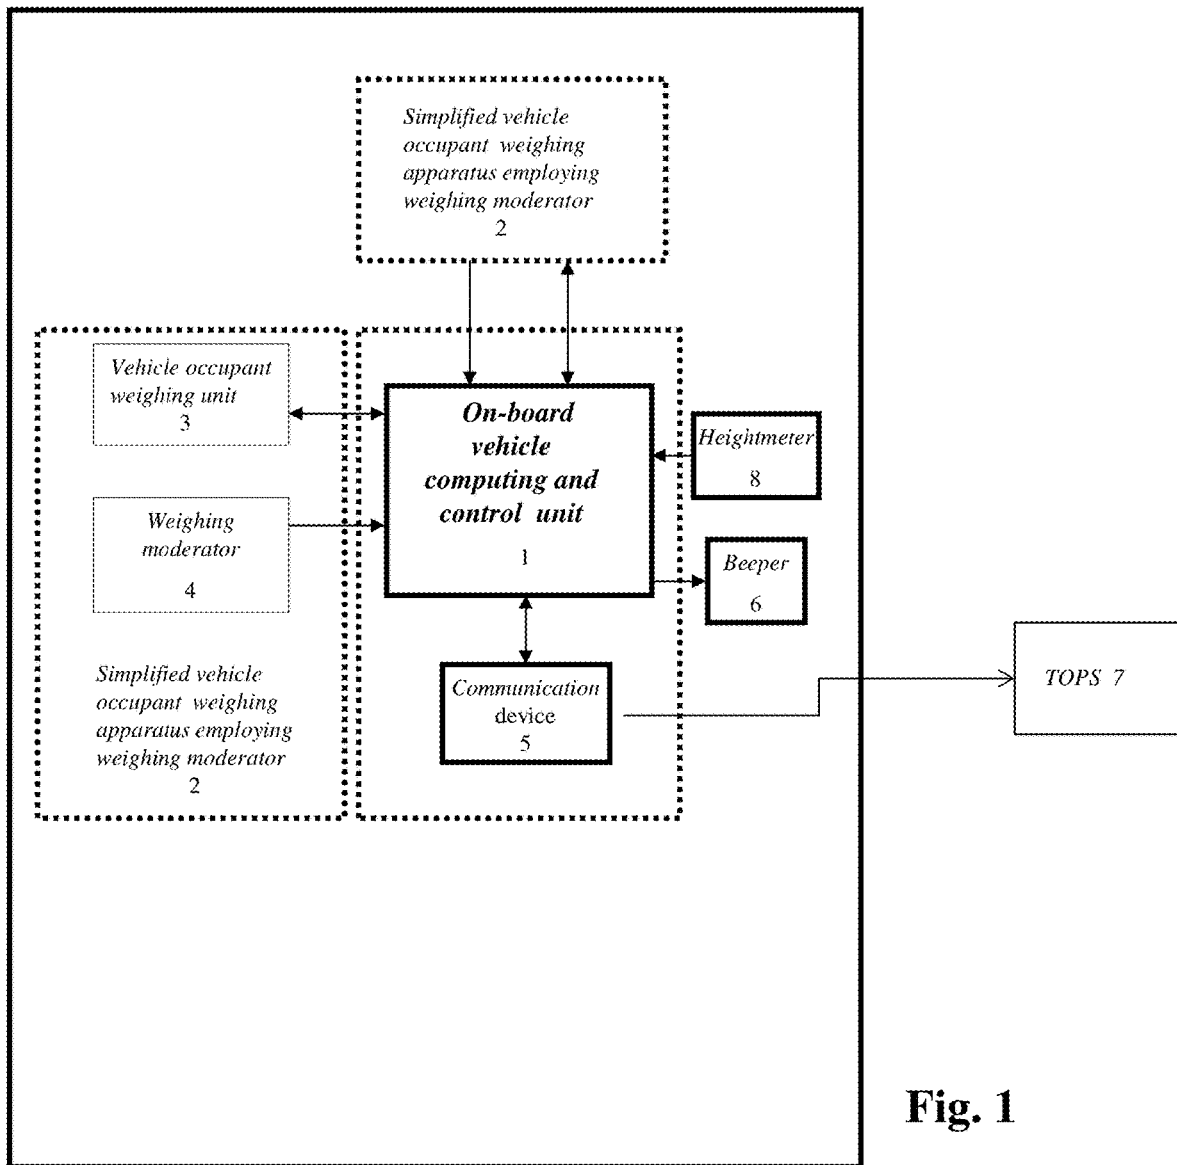 Simplified vehicle
occupant weighing
apparatus employing
weighing moderator
2
Vehicle occupant
weighing unit
3
Weighing
moderator
4
Simplified vehicle
occupant weighing
apparatus employing
weighing moderator
2
On-board
vehicle
computing and
control unit
1
Communication
device
5
Heightmeter
8
Beeper
6
TOPS 7
Fig. 1